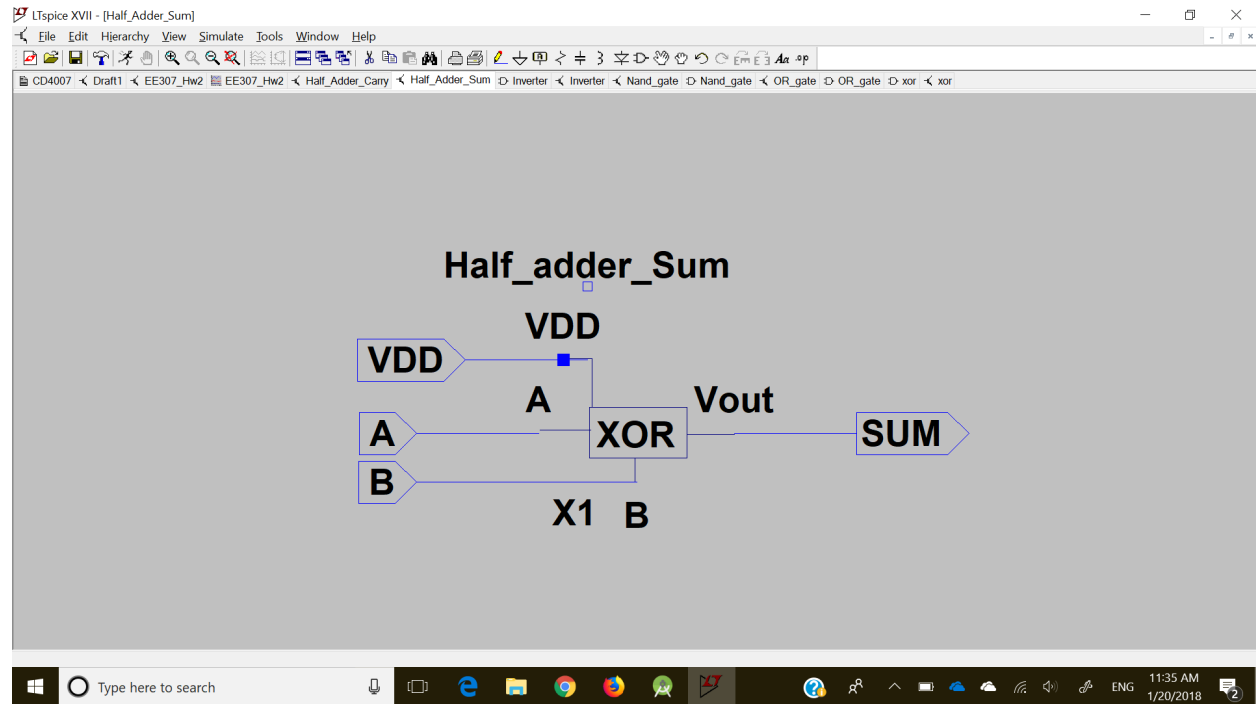 LTspice XVII - [Half_Adder_Sum]
File Edit Hierarchy View Simulate Tools Window Help
CD4007 Draft1 EE307_Hw2 EE307_Hw2 Half_Adder_Carry Half_Adder_Sum Inverter Inverter Nand_gate Nand_gate OR_gate OR_gate xor xor
Half_adder_Sum
VDD
VDD
A Vout
A XOR SUM
B
X1 B
Type here to search
ENG 11:35 AM
1/20/2018
2